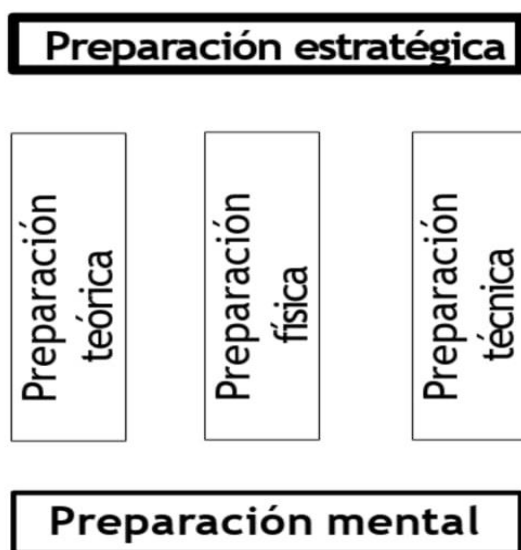 Preparación estratégica
Preparación
teórica
Preparación
física
Preparación
técnica
Preparación mental